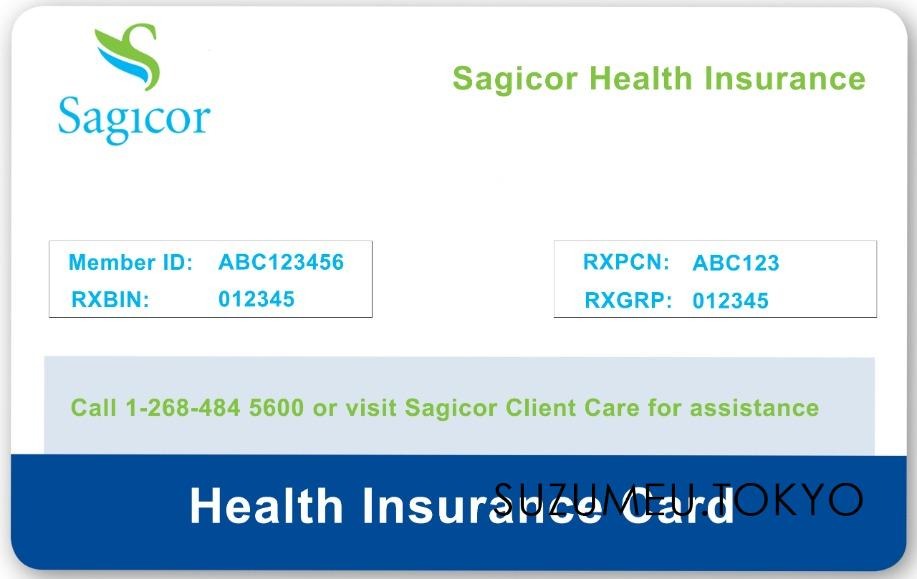 Sagicor
Sagicor Health Insurance
Member ID: ABC123456
RXBIN: 012345
RXPCN: ABC123
RXGRP: 012345
Call 1-268-484 5600 or visit Sagicor Client Care for assistance
Health Insurance Card
SUZUMEU.TOKYO